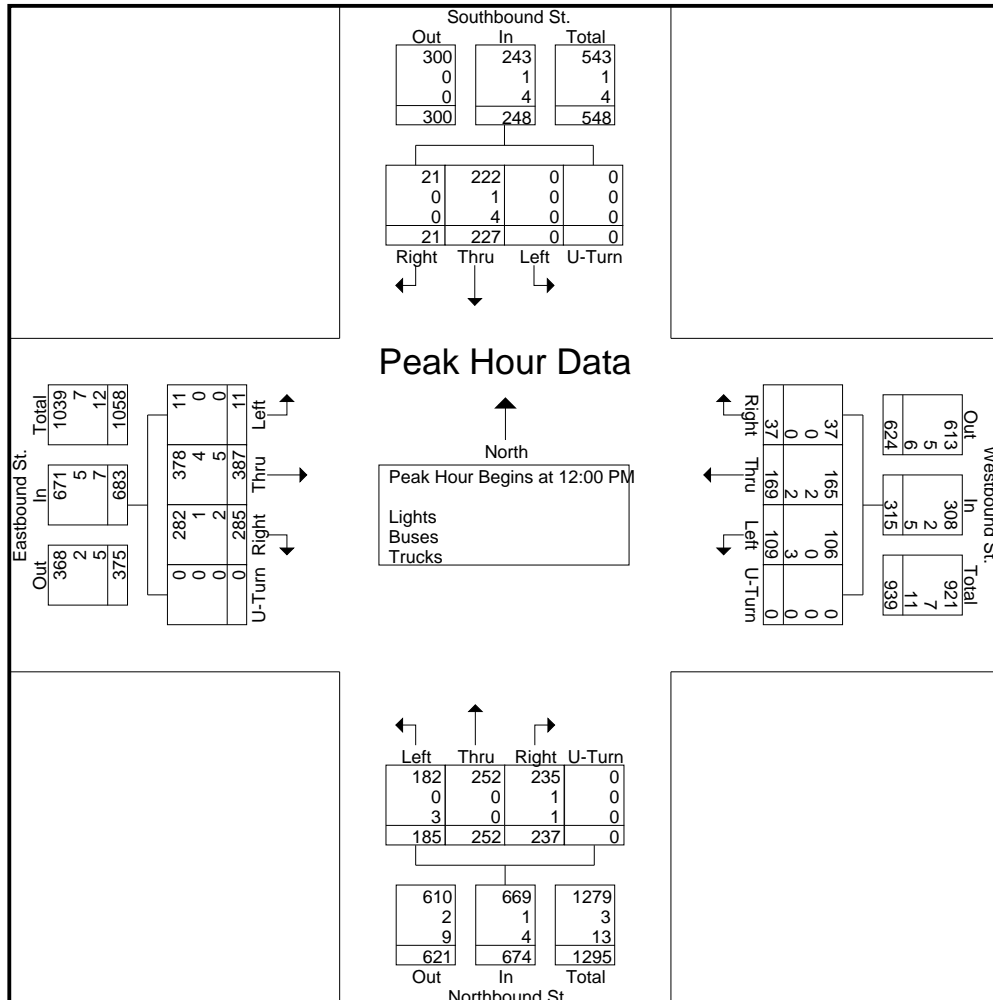 Southbound St.
Out In Total
300 243 543
0 1 1
0 4 4
300 248 548
21 222 0 0
0 1 0 0
0 4 0 0
21 227 0 0
Right Thru Left U-Turn
Peak Hour Data
North
Peak Hour Begins at 12:00 PM
Lights
Buses
Trucks
Eastbound St.
Out In Total
368 671 1039
2 5 7
5 7 12
375 683 1058
0 282 378 11
0 1 4 0
0 2 5 0
0 285 387 11
U-Turn Right Thru Left
Westbound St.
Out In Total
613 308 921
5 2 7
6 5 11
624 315 939
37 165 106 0
0 2 0 0
0 2 3 0
37 169 109 0
Right Thru Left U-Turn
Left Thru Right U-Turn
182 252 235 0
0 0 1 0
3 0 1 0
185 252 237 0
610 669 1279
2 1 3
9 4 13
621 674 1295
Out In Total
Northbound St.